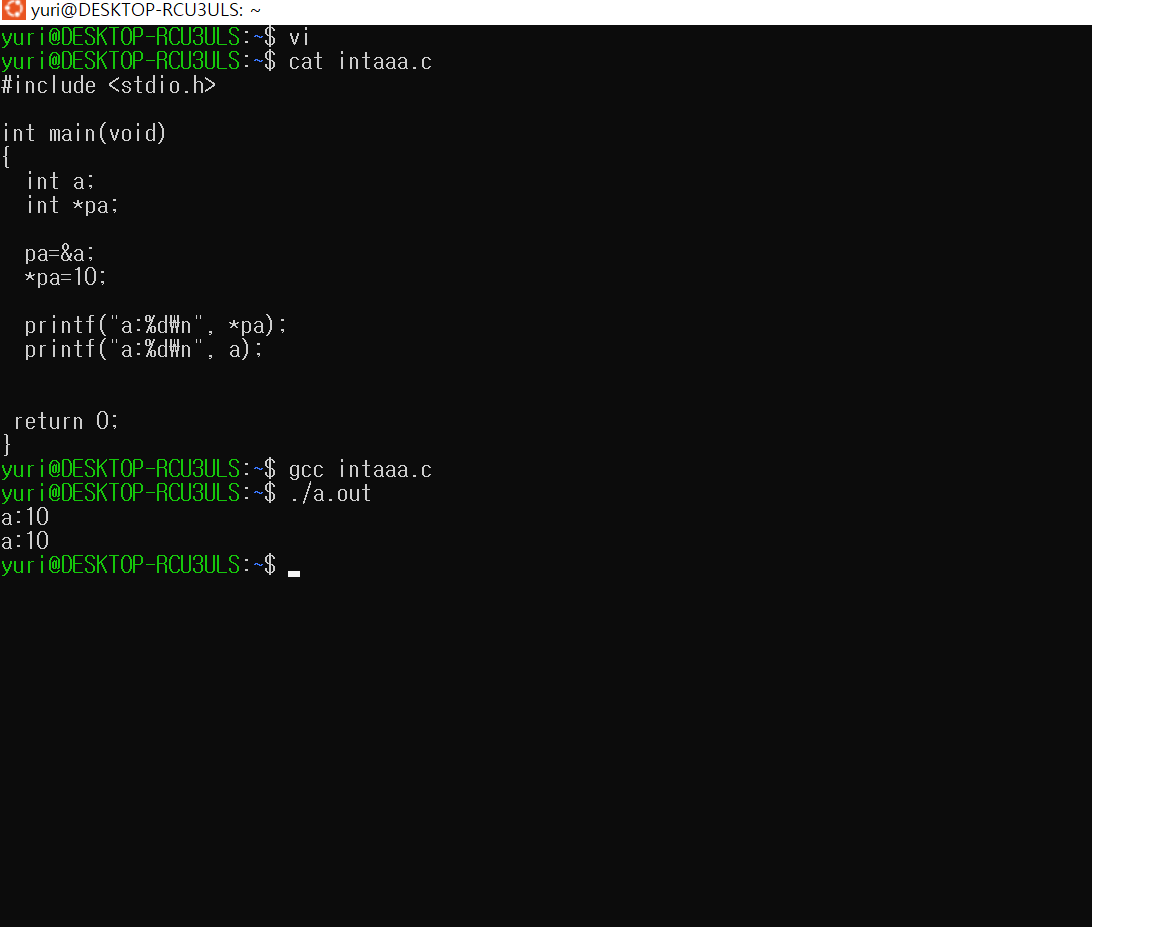 yuri@DESKTOP-RCU3ULS: ~
yuri@DESKTOP-RCU3ULS:~$ vi
yuri@DESKTOP-RCU3ULS:~$ cat intaaa.c
#include <stdio.h>
int main(void)
{
int a;
int *pa;
pa=&a;
*pa=10;
printf("a:%d₩n", *pa);
printf("a:%d₩n", a);
return 0;
}
yuri@DESKTOP-RCU3ULS:~$ gcc intaaa.c
yuri@DESKTOP-RCU3ULS:~$ ./a.out
a:10
a:10
yuri@DESKTOP-RCU3ULS:~$